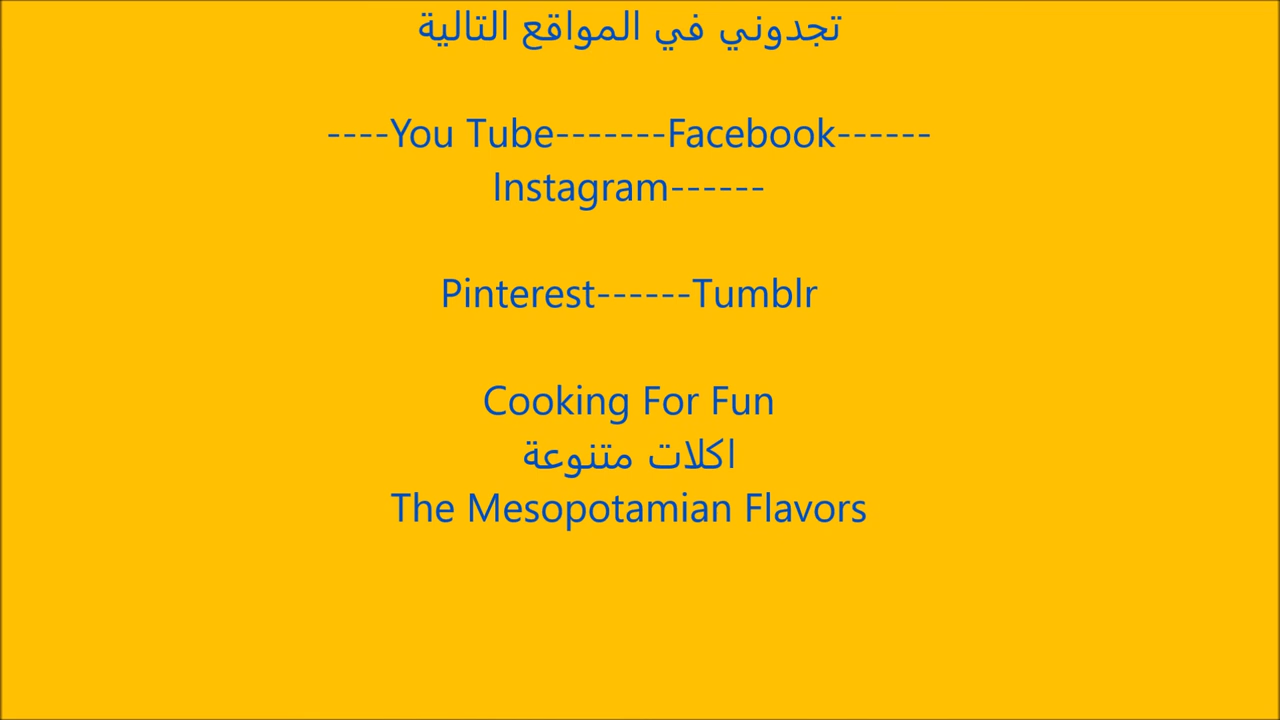 تجدوني في المواقع التالية
----You Tube-------Facebook------
Instagram------
Pinterest------Tumblr
Cooking For Fun
اكلات متنوعة
The Mesopotamian Flavors